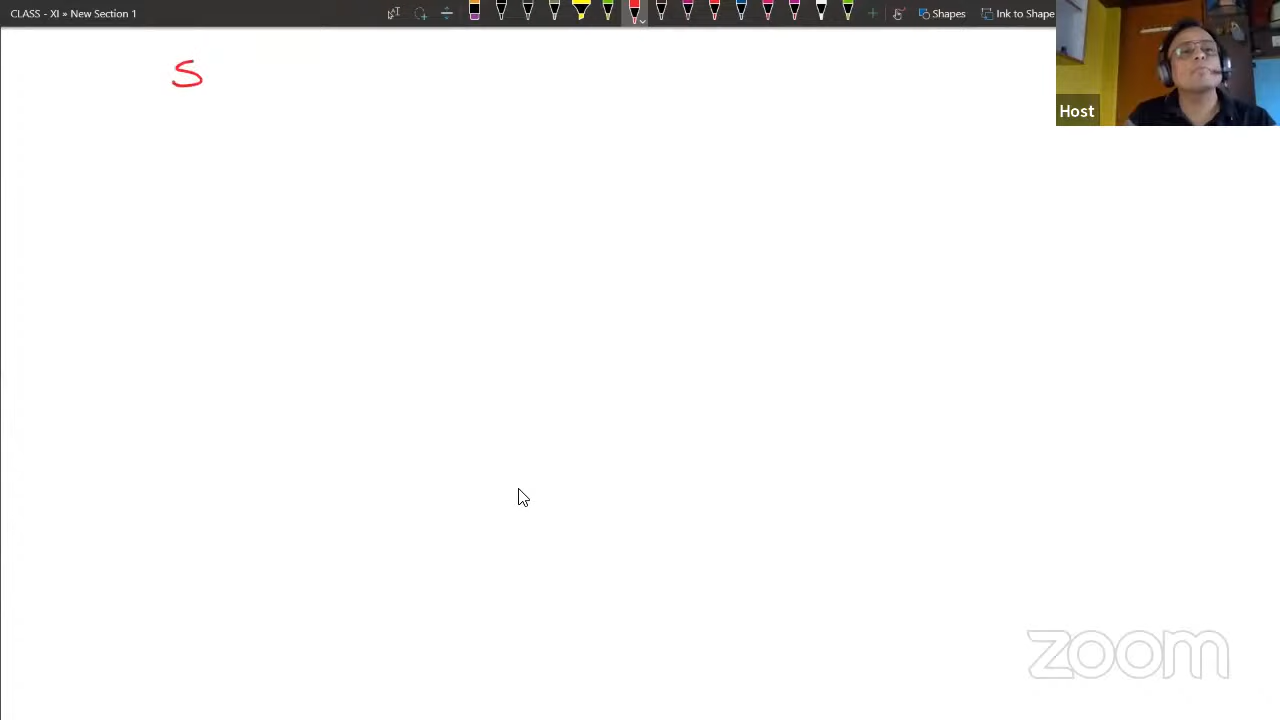 CLASS - XI » New Section 1
Shapes
Ink to Shape
S
Host
zoom